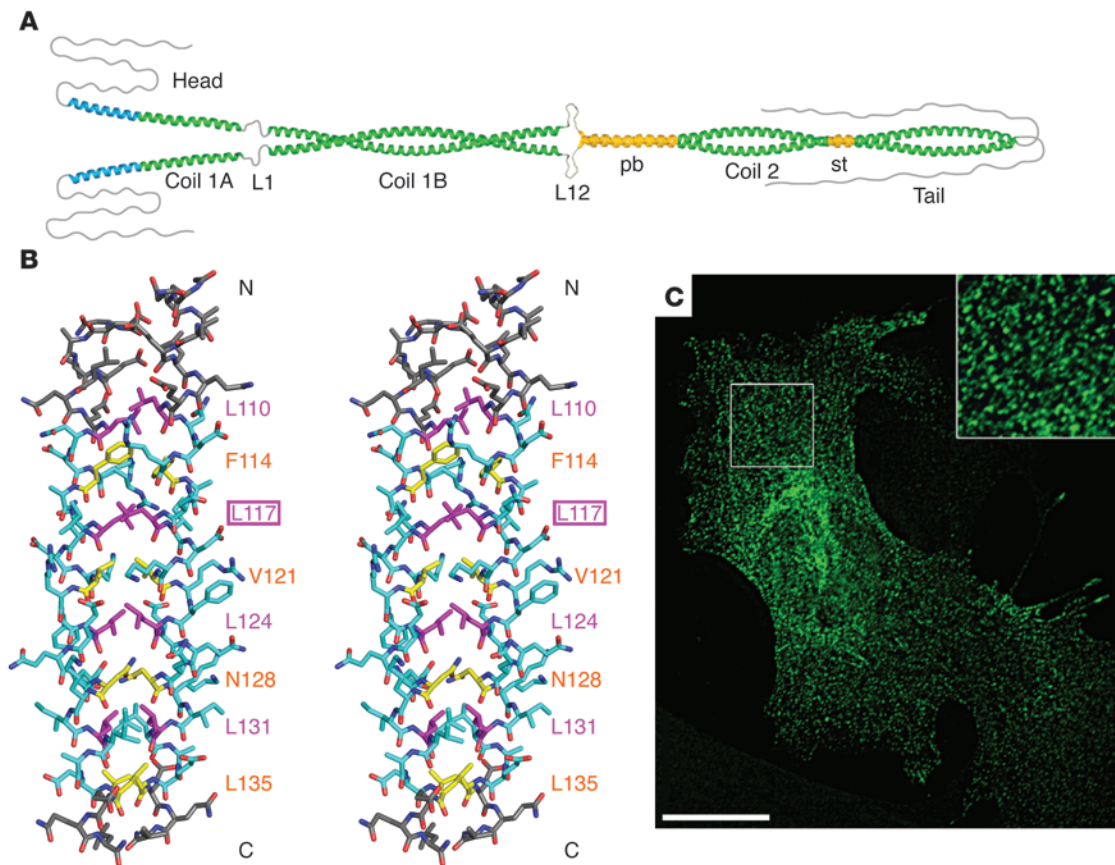 A
Head
Coil 1A
L1
Coil 1B
L12
pb
Coil 2
st
Tail
B
N
L110
F114
L117
V121
L124
N128
L131
L135
C
N
L110
F114
L117
V121
L124
N128
L131
L135
C
C